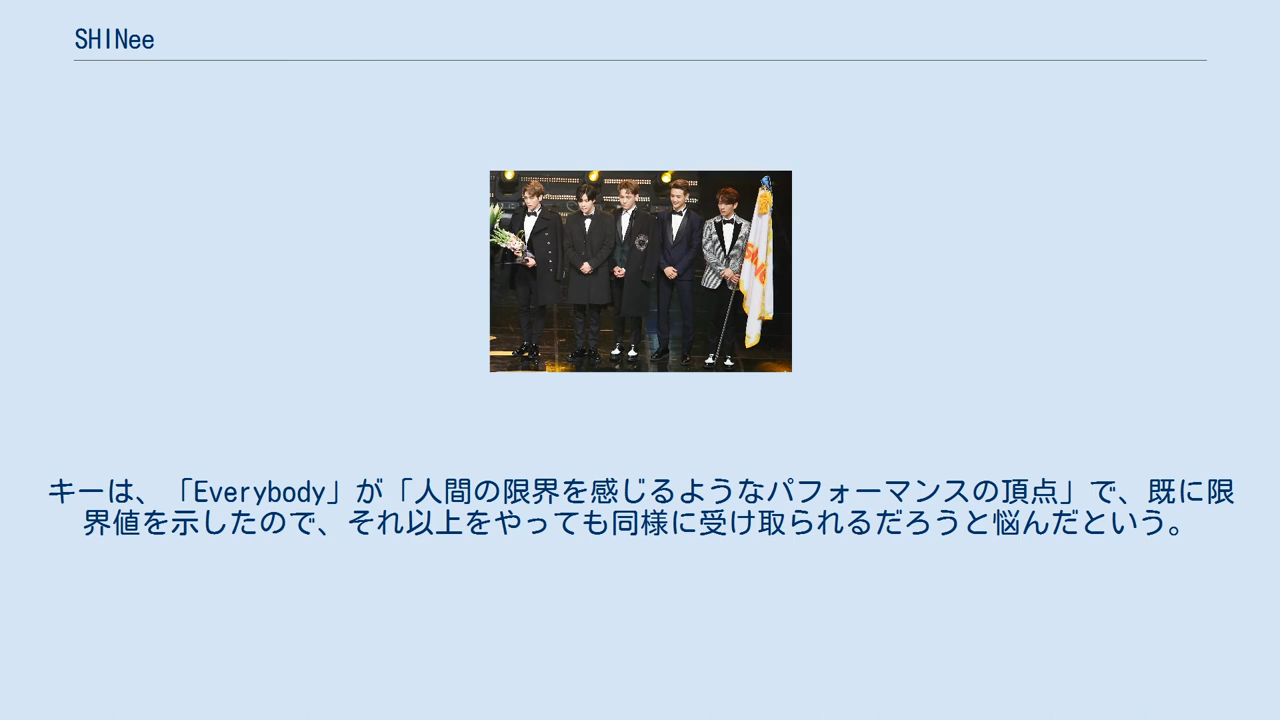 SHINee
キーは、「Everybody」が「人間の限界を感じるようなパフォーマンスの頂点」で、既に限
界値を示したので、それ以上をやっても同様に受け取られるだろうと悩んだという。